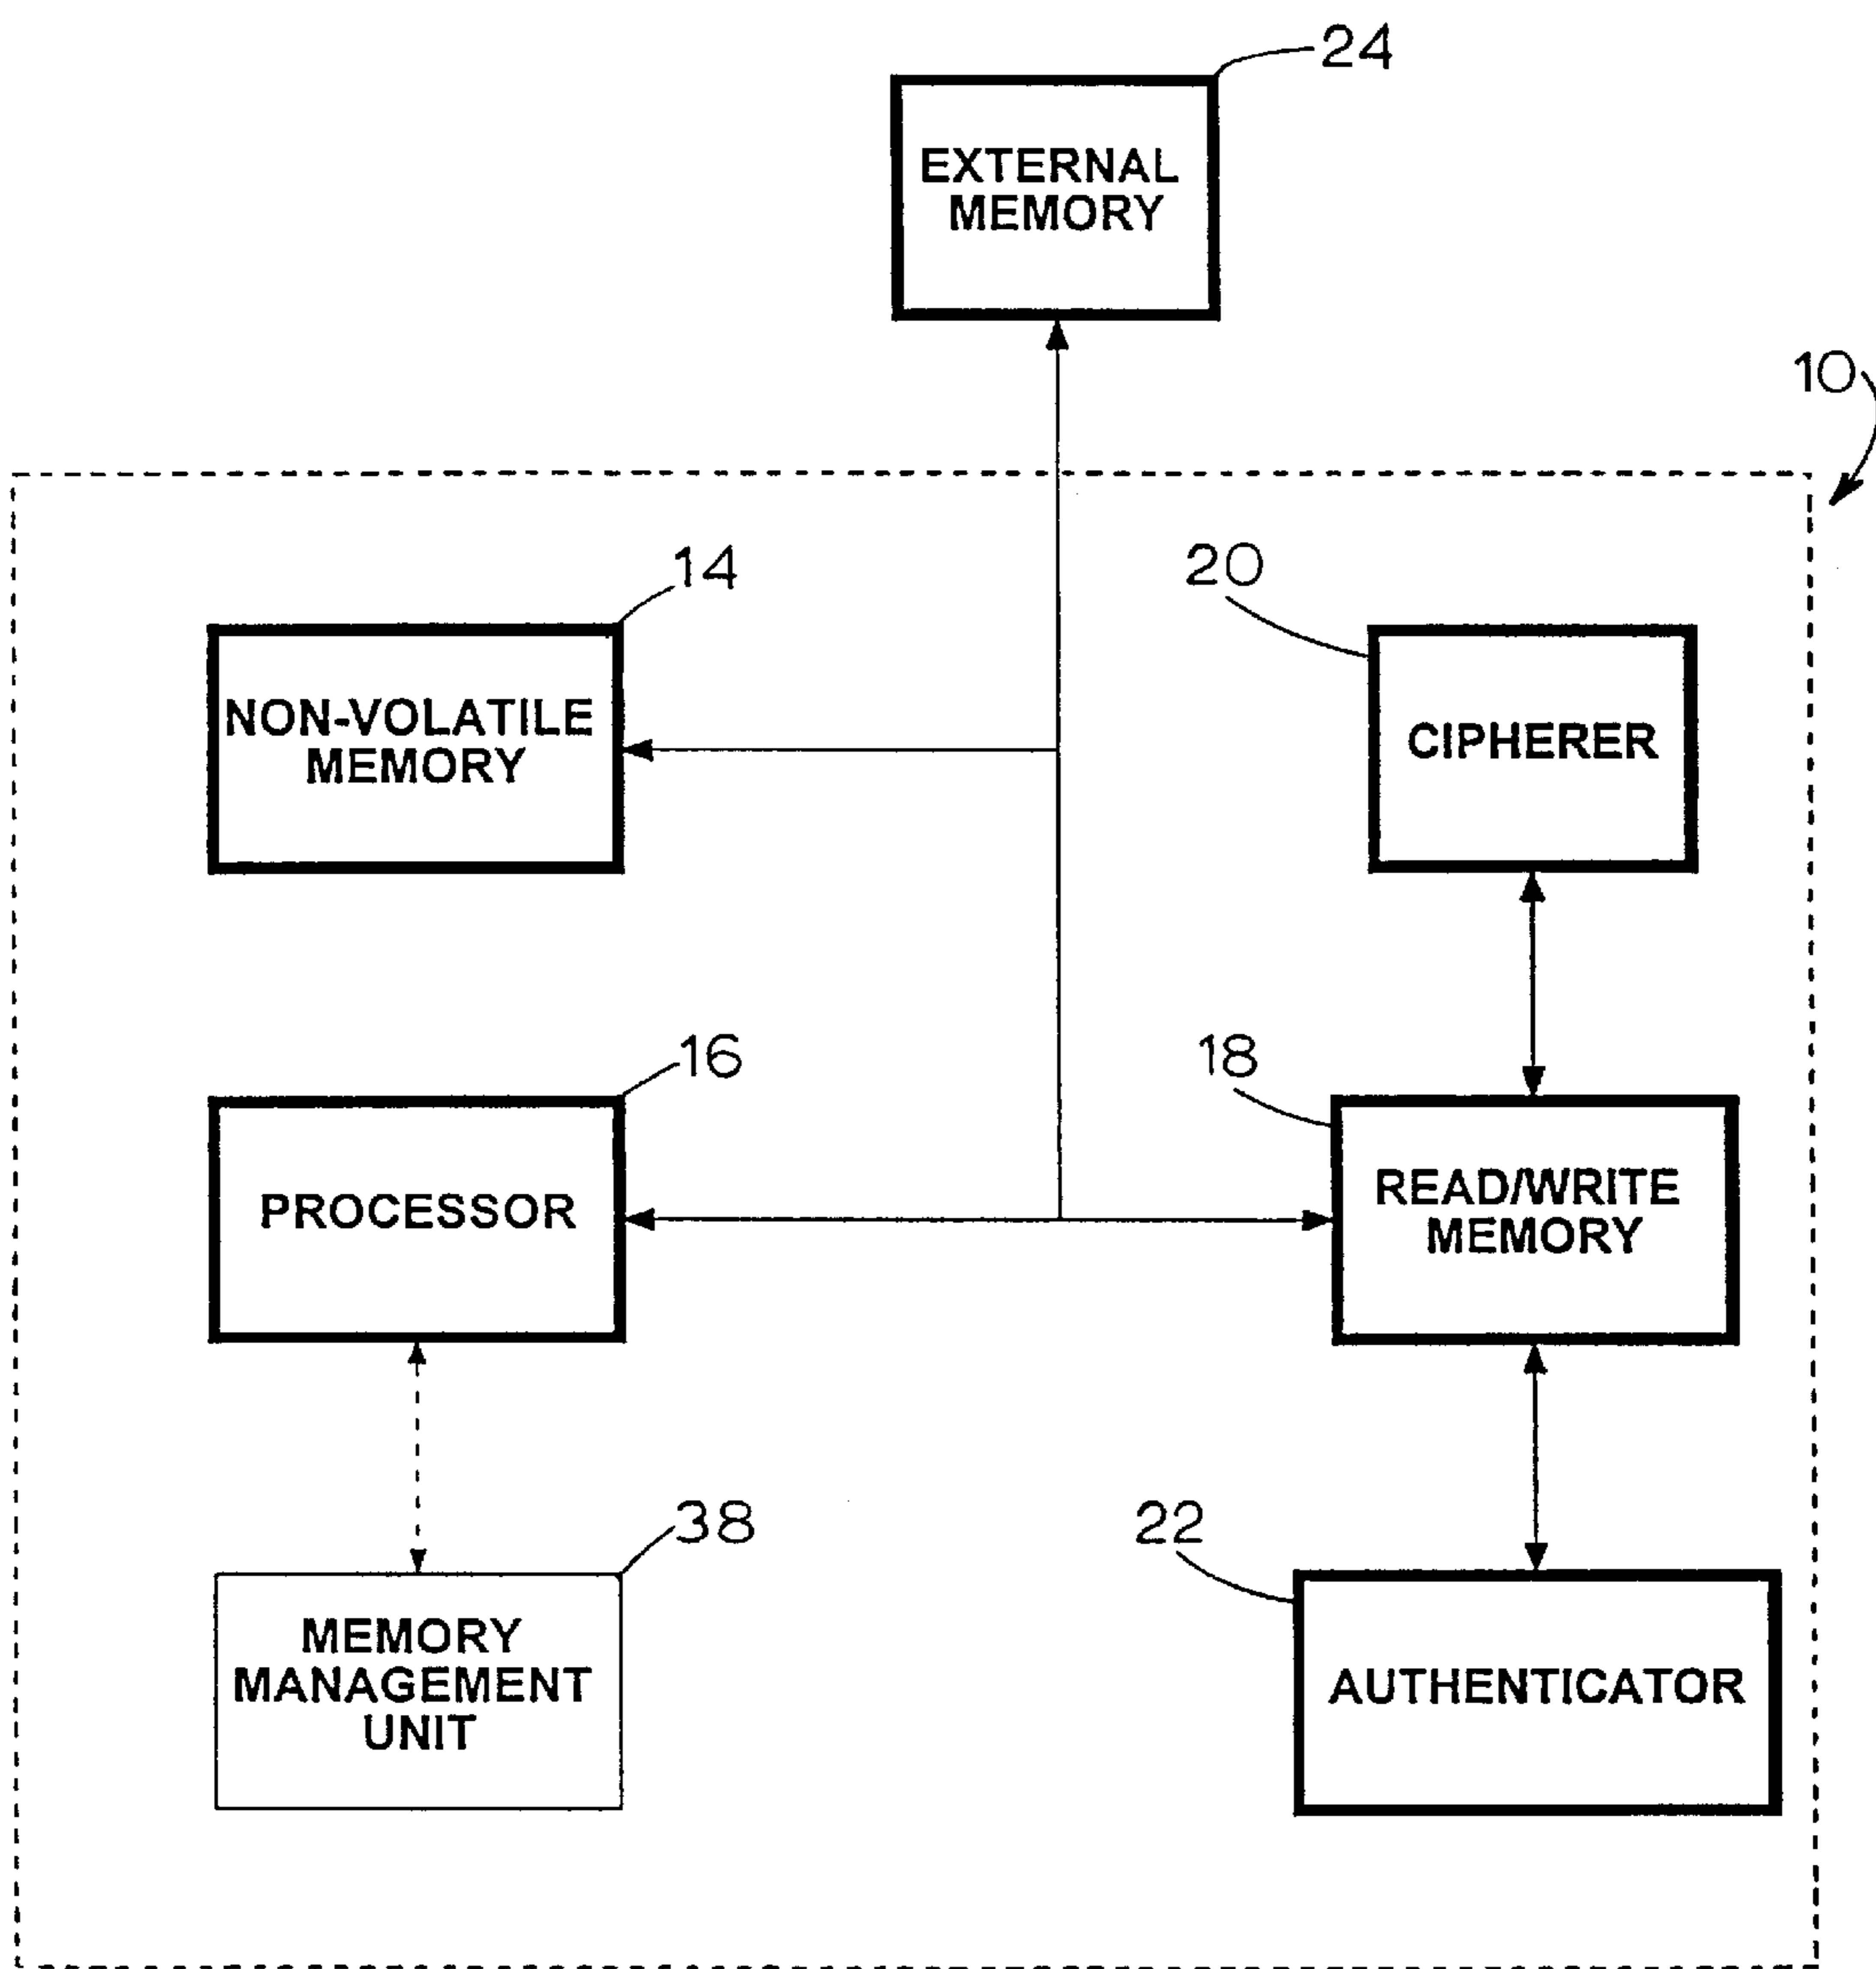 24
EXTERNAL
MEMORY
10
14
20
NON-VOLATILE
MEMORY
CIPHERER
16
18
PROCESSOR
READ/WRITE
MEMORY
38
22
MEMORY
MANAGEMENT
UNIT
AUTHENTICATOR